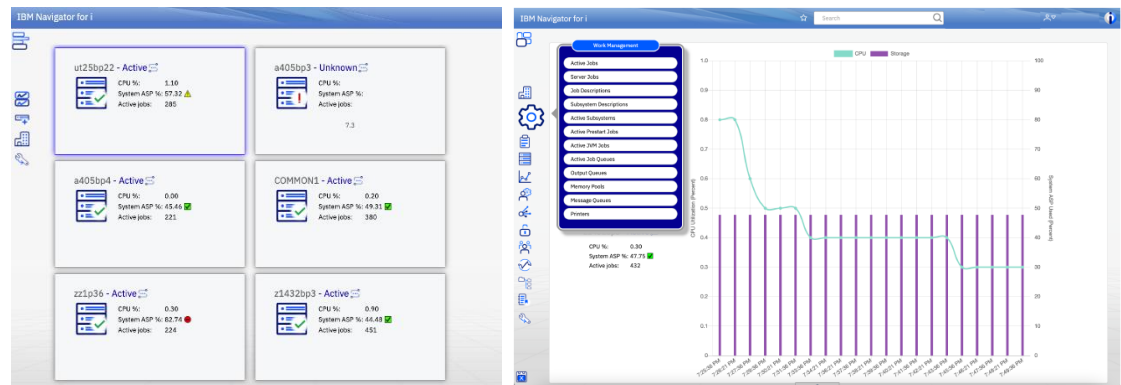 IBM Navigator for i
ut25bp22 - Active
CPU %: 1.10
System ASP %: 57.32
Active jobs: 285
a405bp3 - Unknown
CPU %:
System ASP %:
Active jobs:
7.3
a405bp4 - Active
CPU %: 0.00
System ASP %: 45.46
Active jobs: 221
COMMON1 - Active
CPU %: 0.20
System ASP %: 49.31
Active jobs: 380
zz1p36 - Active
CPU %: 0.30
System ASP %: 82.74
Active jobs: 224
z1432bp3 - Active
CPU %: 0.90
System ASP %: 44.48
Active jobs: 451
IBM Navigator for i
Search
Work Management
Active Jobs
Server Jobs
Job Descriptions
Subsystem Descriptions
Active Subsystems
Active Prestart Jobs
Active JVM Jobs
Active Job Queues
Output Queues
Memory Pools
Message Queues
Printers
CPU %: 0.30
System ASP %: 47.75
Active jobs: 432
CPU Storage
CPU Utilization (Percent)
1.0
0.9
0.8
0.7
0.6
0.5
0.4
0.3
0.2
0.1
0
System ASP Used (Percent)
100
90
80
70
60
50
40
30
20
10
0